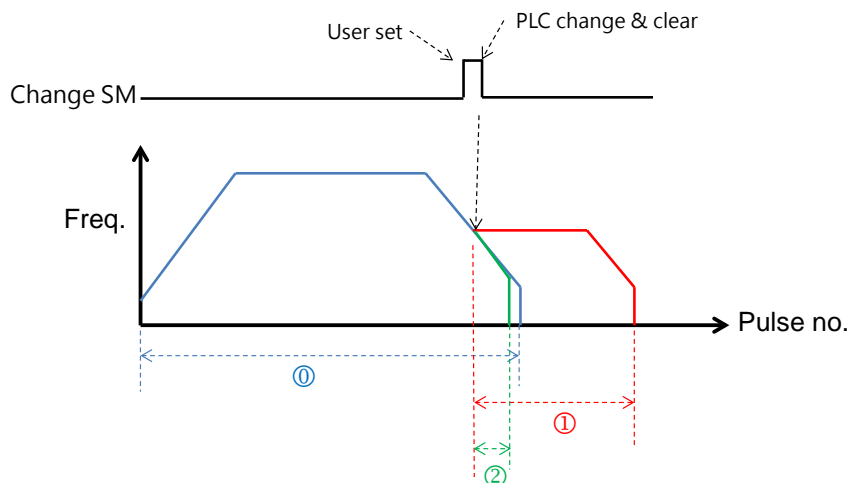 PLC change & clear
User set
Change SM
Freq.
Pulse no.
⓪
①
②